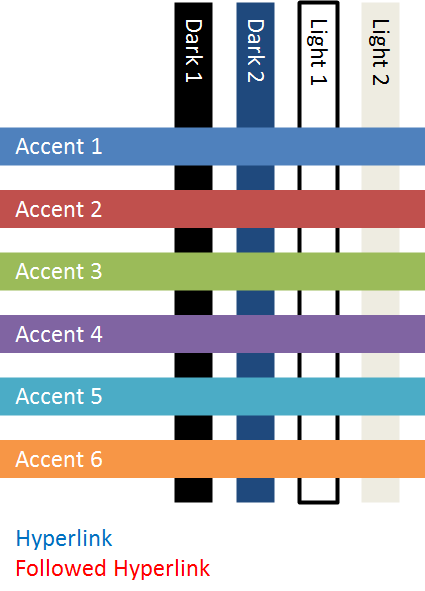 Dark 1
Dark 2
Light 1
Light 2
Accent 1
Accent 2
Accent 3
Accent 4
Accent 5
Accent 6
Hyperlink
Followed Hyperlink